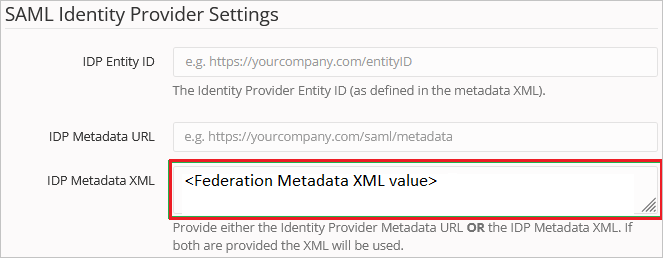 SAML Identity Provider Settings
IDP Entity ID
e.g. https://yourcompany.com/entityID
The Identity Provider Entity ID (as defined in the metadata XML).
IDP Metadata URL
e.g. https://yourcompany.com/saml/metadata
IDP Metadata XML
<Federation Metadata XML value>
Provide either the Identity Provider Metadata URL OR the IDP Metadata XML. If
both are provided the XML will be used.